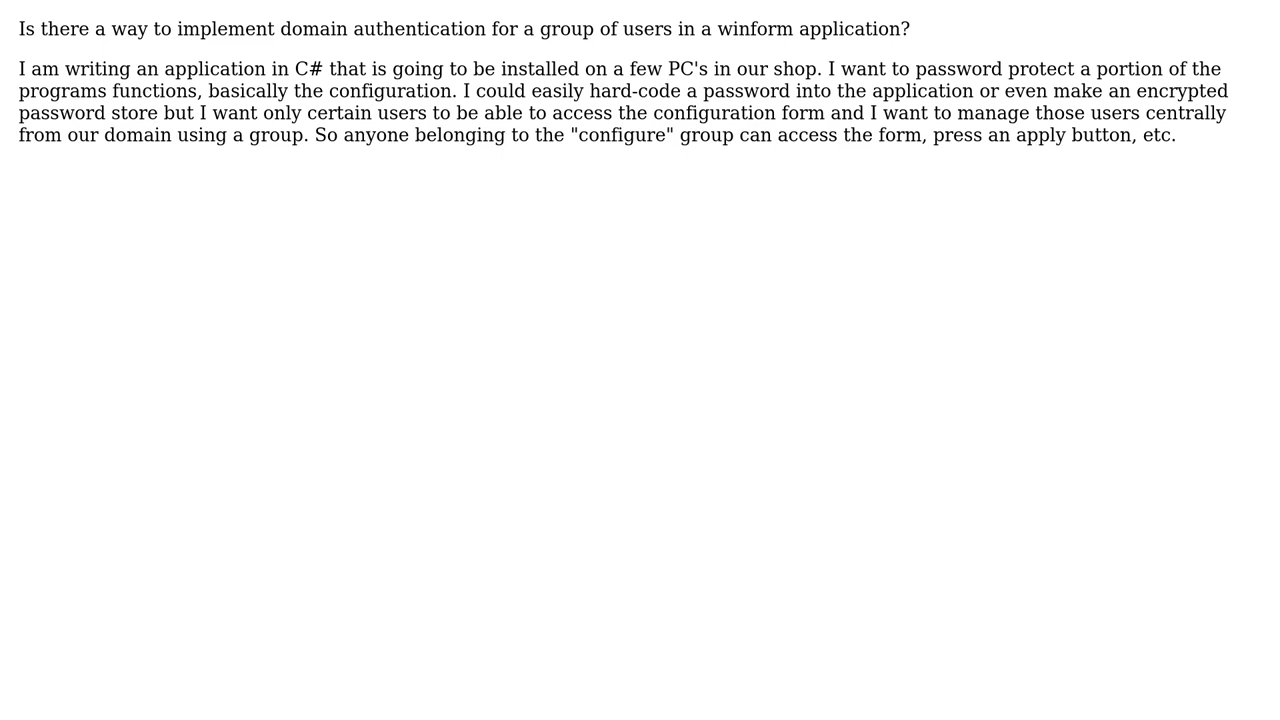 Is there a way to implement domain authentication for a group of users in a winform application?
I am writing an application in C# that is going to be installed on a few PC's in our shop. I want to password protect a portion of the
programs functions, basically the configuration. I could easily hard-code a password into the application or even make an encrypted
password store but I want only certain users to be able to access the configuration form and I want to manage those users centrally
from our domain using a group. So anyone belonging to the "configure" group can access the form, press an apply button, etc.